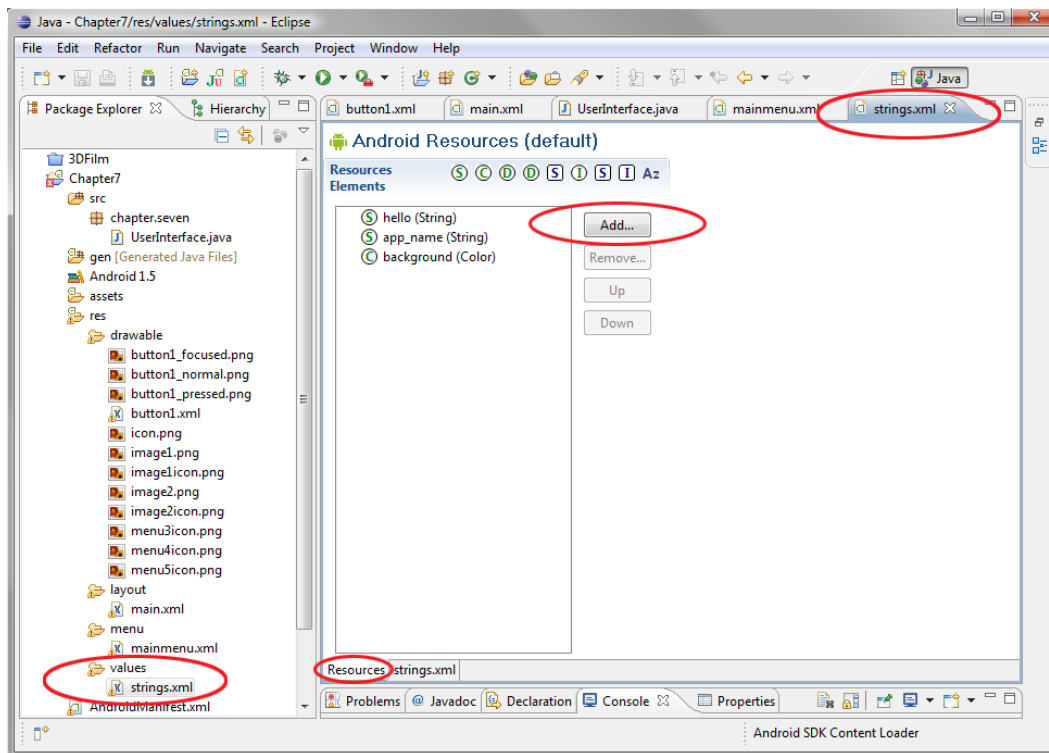 Java - Chapter7/res/values/strings.xml - Eclipse
File Edit Refactor Run Navigate Search Project Window Help
Java
Package Explorer
Hierarchy
button1.xml
main.xml
UserInterface.java
mainmenu.xml
strings.xml
3DFilm
Chapter7
src
chapter.seven
UserInterface.java
gen [Generated Java Files]
Android 1.5
assets
res
drawable
button1_focused.png
button1_normal.png
button1_pressed.png
button1.xml
icon.png
image1.png
image1icon.png
image2.png
image2icon.png
menu3icon.png
menu4icon.png
menu5icon.png
layout
main.xml
menu
mainmenu.xml
values
strings.xml
AndroidManifest.xml
Android Resources (default)
Resources Elements
S C D D S I S I Az
S hello (String)
S app_name (String)
C background (Color)
Add...
Remove...
Up
Down
Resources strings.xml
Problems @ Javadoc Declaration Console Properties
Android SDK Content Loader